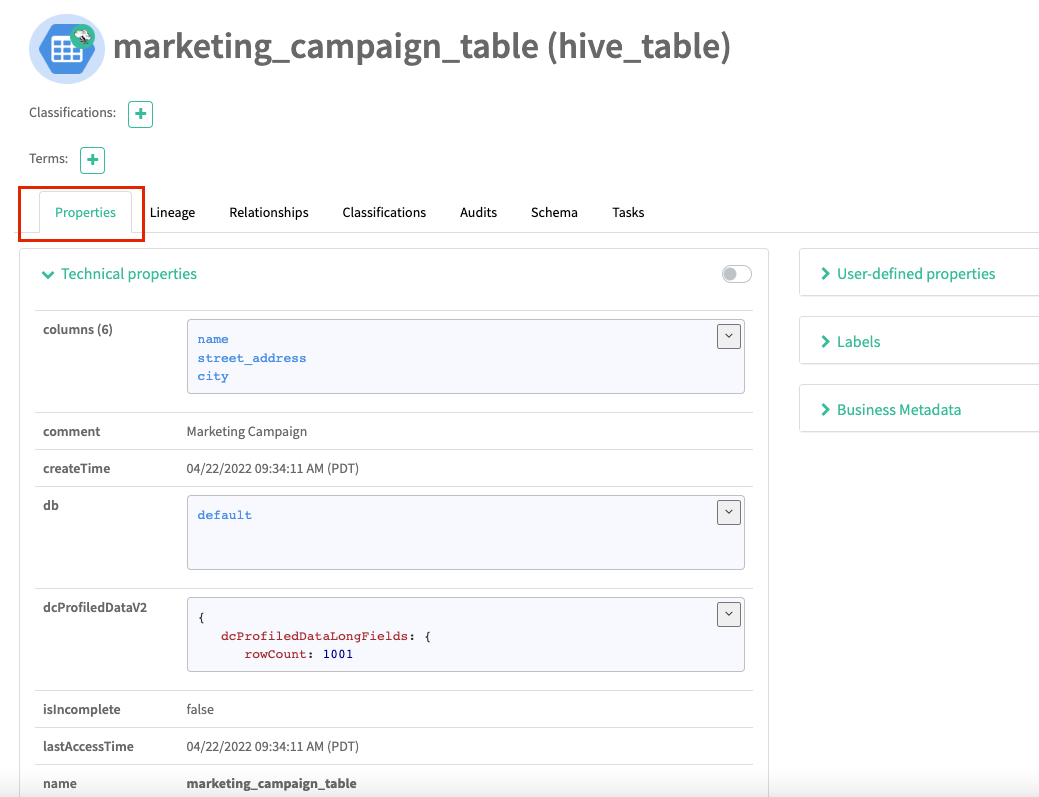 marketing_campaign_table (hive_table)
Classifications:
Terms:
Properties Lineage Relationships Classifications Audits Schema Tasks
Technical properties
columns (6)
name
street_address
city
comment Marketing Campaign
createTime 04/22/2022 09:34:11 AM (PDT)
db
default
dcProfiledDataV2
{
dcProfiledDataLongFields: {
rowCount: 1001
isIncomplete false
lastAccessTime 04/22/2022 09:34:11 AM (PDT)
name marketing_campaign_table
User-defined properties
Labels
Business Metadata